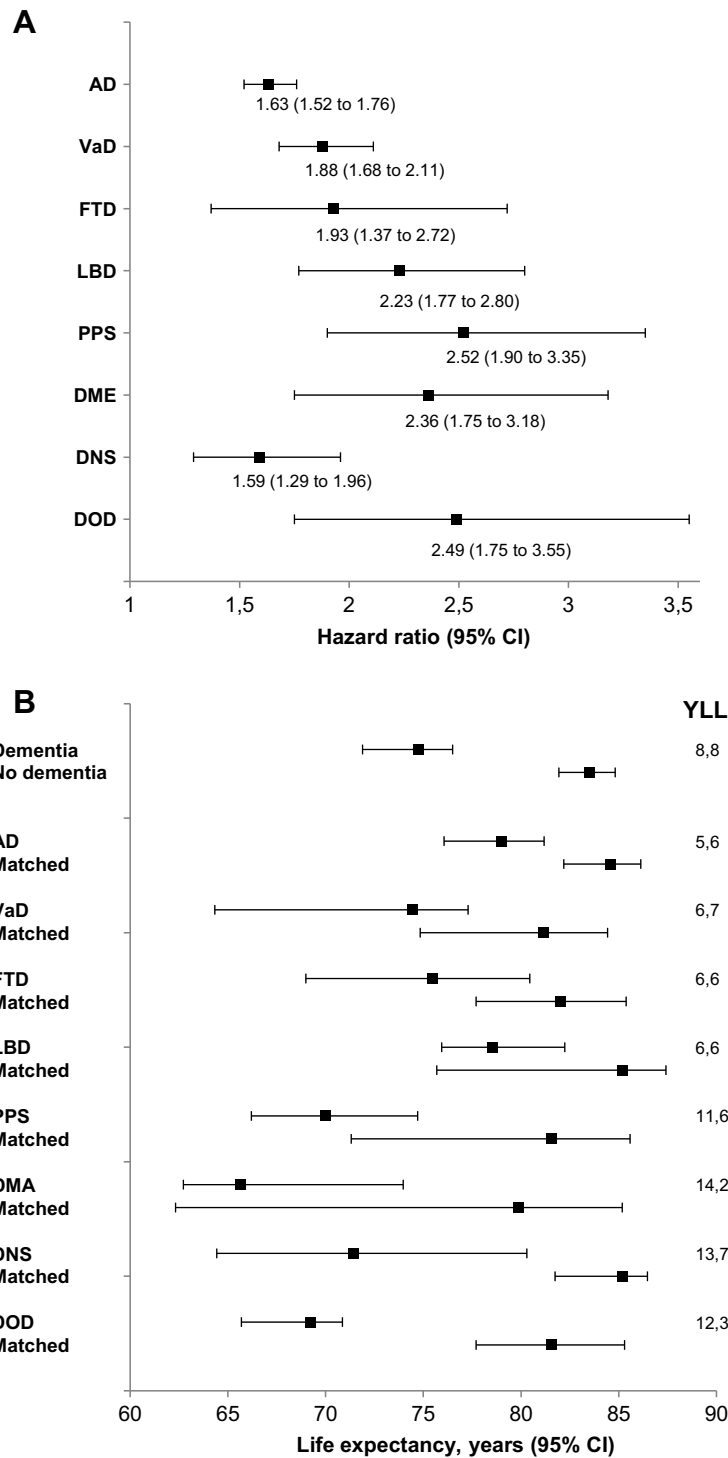 A
AD
1.63 (1.52 to 1.76)
VaD
1.88 (1.68 to 2.11)
FTD
1.93 (1.37 to 2.72)
LBD
2.23 (1.77 to 2.80)
PPS
2.52 (1.90 to 3.35)
DME
2.36 (1.75 to 3.18)
DNS
1.59 (1.29 to 1.96)
DOD
2.49 (1.75 to 3.55)
1 1,5 2 2,5 3 3,5
Hazard ratio (95% CI)
B
YLL
Dementia 8,8
No dementia
AD 5,6
Matched
VaD 6,7
Matched
FTD 6,6
Matched
LBD 6,6
Matched
PPS 11,6
Matched
DMA 14,2
Matched
DNS 13,7
Matched
DOD 12,3
Matched
60 65 70 75 80 85 90
Life expectancy, years (95% CI)